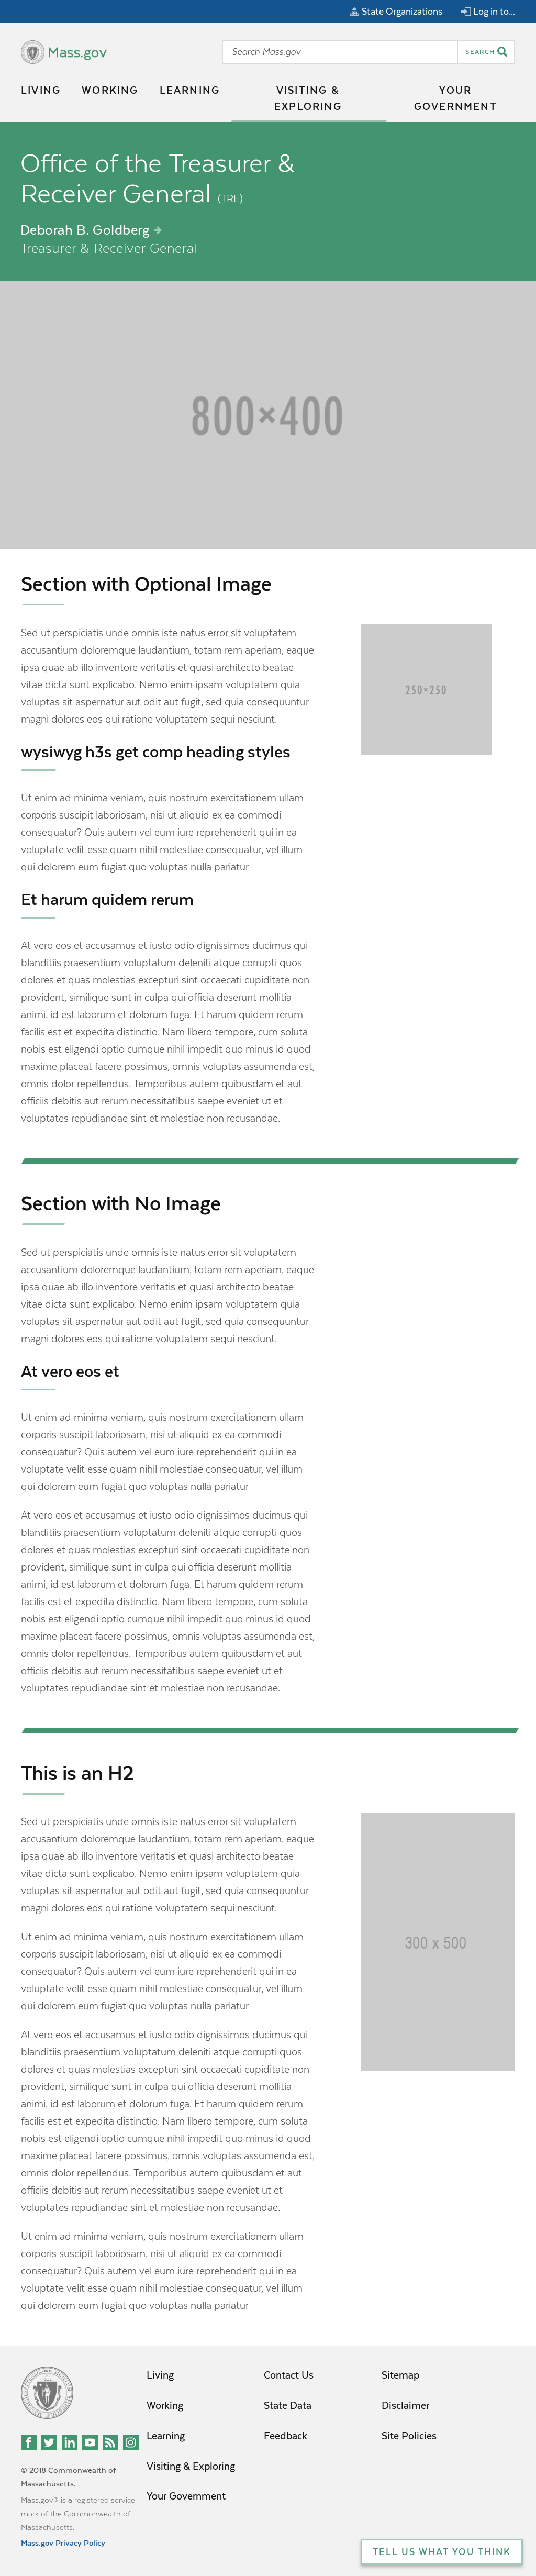 State Organizations
Log in to...
Mass.gov
Search Mass.gov
SEARCH
LIVING
WORKING
LEARNING
VISITING &
EXPLORING
YOUR
GOVERNMENT
Office of the Treasurer &
Receiver General (TRE)
Deborah B. Goldberg
Treasurer & Receiver General
800×400
Section with Optional Image
Sed ut perspiciatis unde omnis iste natus error sit voluptatem
accusantium doloremque laudantium, totam rem aperiam, eaque
ipsa quae ab illo inventore veritatis et quasi architecto beatae
vitae dicta sunt explicabo. Nemo enim ipsam voluptatem quia
voluptas sit aspernatur aut odit aut fugit, sed quia consequuntur
magni dolores eos qui ratione voluptatem sequi nesciunt.
250×250
wysiwyg h3s get comp heading styles
Ut enim ad minima veniam, quis nostrum exercitationem ullam
corporis suscipit laboriosam, nisi ut aliquid ex ea commodi
consequatur? Quis autem vel eum iure reprehenderit qui in ea
voluptate velit esse quam nihil molestiae consequatur, vel illum
qui dolorem eum fugiat quo voluptas nulla pariatur
Et harum quidem rerum
At vero eos et accusamus et iusto odio dignissimos ducimus qui
blanditiis praesentium voluptatum deleniti atque corrupti quos
dolores et quas molestias excepturi sint occaecati cupiditate non
provident, similique sunt in culpa qui officia deserunt mollitia
animi, id est laborum et dolorum fuga. Et harum quidem rerum
facilis est et expedita distinctio. Nam libero tempore, cum soluta
nobis est eligendi optio cumque nihil impedit quo minus id quod
maxime placeat facere possimus, omnis voluptas assumenda est,
omnis dolor repellendus. Temporibus autem quibusdam et aut
officiis debitis aut rerum necessitatibus saepe eveniet ut et
voluptates repudiandae sint et molestiae non recusandae.
Section with No Image
Sed ut perspiciatis unde omnis iste natus error sit voluptatem
accusantium doloremque laudantium, totam rem aperiam, eaque
ipsa quae ab illo inventore veritatis et quasi architecto beatae
vitae dicta sunt explicabo. Nemo enim ipsam voluptatem quia
voluptas sit aspernatur aut odit aut fugit, sed quia consequuntur
magni dolores eos qui ratione voluptatem sequi nesciunt.
At vero eos et
Ut enim ad minima veniam, quis nostrum exercitationem ullam
corporis suscipit laboriosam, nisi ut aliquid ex ea commodi
consequatur? Quis autem vel eum iure reprehenderit qui in ea
voluptate velit esse quam nihil molestiae consequatur, vel illum
qui dolorem eum fugiat quo voluptas nulla pariatur
At vero eos et accusamus et iusto odio dignissimos ducimus qui
blanditiis praesentium voluptatum deleniti atque corrupti quos
dolores et quas molestias excepturi sint occaecati cupiditate non
provident, similique sunt in culpa qui officia deserunt mollitia
animi, id est laborum et dolorum fuga. Et harum quidem rerum
facilis est et expedita distinctio. Nam libero tempore, cum soluta
nobis est eligendi optio cumque nihil impedit quo minus id quod
maxime placeat facere possimus, omnis voluptas assumenda est,
omnis dolor repellendus. Temporibus autem quibusdam et aut
officiis debitis aut rerum necessitatibus saepe eveniet ut et
voluptates repudiandae sint et molestiae non recusandae.
This is an H2
Sed ut perspiciatis unde omnis iste natus error sit voluptatem
accusantium doloremque laudantium, totam rem aperiam, eaque
ipsa quae ab illo inventore veritatis et quasi architecto beatae
vitae dicta sunt explicabo. Nemo enim ipsam voluptatem quia
voluptas sit aspernatur aut odit aut fugit, sed quia consequuntur
magni dolores eos qui ratione voluptatem sequi nesciunt.
300 x 500
Ut enim ad minima veniam, quis nostrum exercitationem ullam
corporis suscipit laboriosam, nisi ut aliquid ex ea commodi
consequatur? Quis autem vel eum iure reprehenderit qui in ea
voluptate velit esse quam nihil molestiae consequatur, vel illum
qui dolorem eum fugiat quo voluptas nulla pariatur
At vero eos et accusamus et iusto odio dignissimos ducimus qui
blanditiis praesentium voluptatum deleniti atque corrupti quos
dolores et quas molestias excepturi sint occaecati cupiditate non
provident, similique sunt in culpa qui officia deserunt mollitia
animi, id est laborum et dolorum fuga. Et harum quidem rerum
facilis est et expedita distinctio. Nam libero tempore, cum soluta
nobis est eligendi optio cumque nihil impedit quo minus id quod
maxime placeat facere possimus, omnis voluptas assumenda est,
omnis dolor repellendus. Temporibus autem quibusdam et aut
officiis debitis aut rerum necessitatibus saepe eveniet ut et
voluptates repudiandae sint et molestiae non recusandae.
Ut enim ad minima veniam, quis nostrum exercitationem ullam
corporis suscipit laboriosam, nisi ut aliquid ex ea commodi
consequatur? Quis autem vel eum iure reprehenderit qui in ea
voluptate velit esse quam nihil molestiae consequatur, vel illum
qui dolorem eum fugiat quo voluptas nulla pariatur
© 2018 Commonwealth of
Massachusetts.
Mass.gov® is a registered service
mark of the Commonwealth of
Massachusetts.
Mass.gov Privacy Policy
Living
Working
Learning
Visiting & Exploring
Your Government
Contact Us
State Data
Feedback
Sitemap
Disclaimer
Site Policies
TELL US WHAT YOU THINK